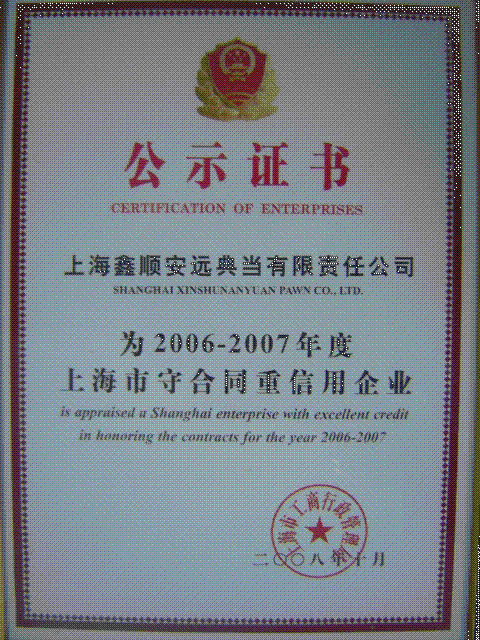 公示证书
CERTIFICATION OF ENTERPRISES
上海鑫顺安远典当有限责任公司
SHANGHAI XINSHUNANYUAN PAWN CO., LTD.
为2006-2007年度
上海市守合同重信用企业
is appraised a Shanghai enterprise with excellent credit
in honoring the contracts for the year 2006-2007
上海市工商行政管理局
二〇〇八年十月